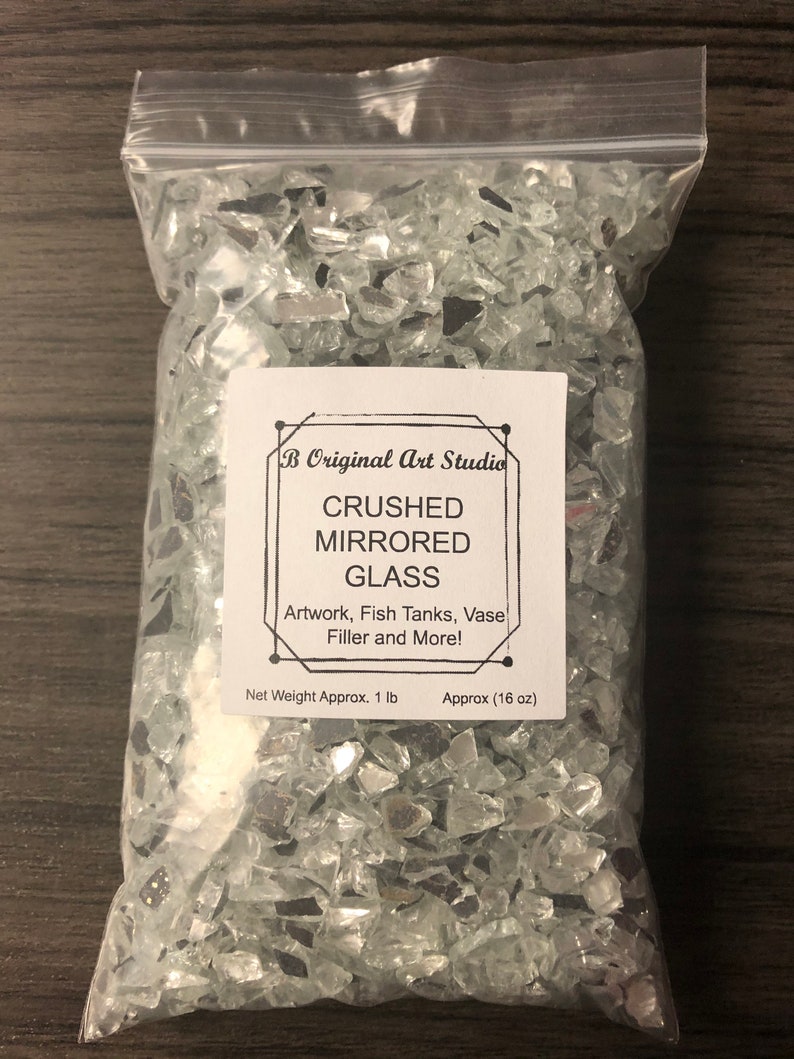 B Original Art Studio
CRUSHED
MIRRORED
GLASS
Artwork, Fish Tanks, Vase
Filler and More!
Net Weight Approx. 1 lb Approx (16 oz)